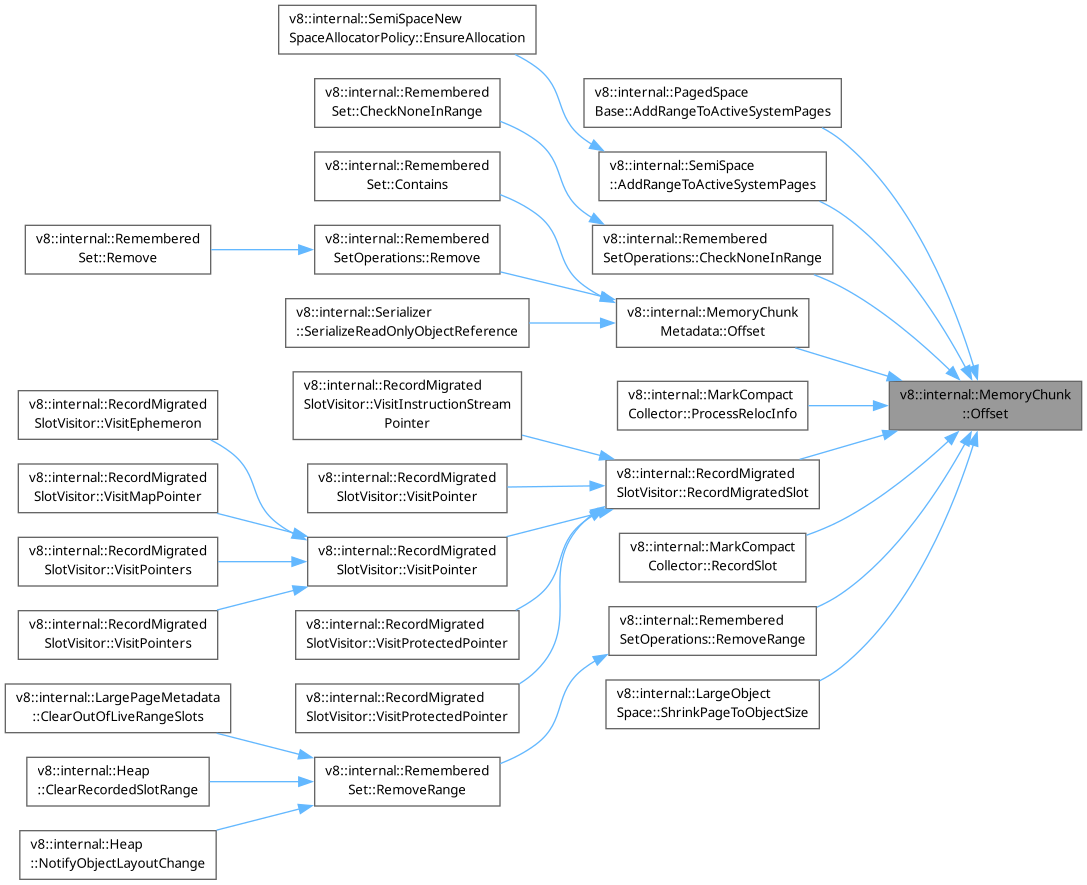 v8::internal::SemiSpaceNew
SpaceAllocatorPolicy::EnsureAllocation
v8::internal::Remembered
Set::CheckNoneInRange
v8::internal::PagedSpace
Base::AddRangeToActiveSystemPages
v8::internal::Remembered
Set::Contains
v8::internal::SemiSpace
::AddRangeToActiveSystemPages
v8::internal::Remembered
Set::Remove
v8::internal::Remembered
SetOperations::Remove
v8::internal::Remembered
SetOperations::CheckNoneInRange
v8::internal::Serializer
::SerializeReadOnlyObjectReference
v8::internal::MemoryChunk
Metadata::Offset
v8::internal::RecordMigrated
SlotVisitor::VisitInstructionStream
Pointer
v8::internal::MarkCompact
Collector::ProcessRelocInfo
v8::internal::MemoryChunk
::Offset
v8::internal::RecordMigrated
SlotVisitor::VisitEphemeron
v8::internal::RecordMigrated
SlotVisitor::VisitMapPointer
v8::internal::RecordMigrated
SlotVisitor::VisitPointer
v8::internal::RecordMigrated
SlotVisitor::RecordMigratedSlot
v8::internal::RecordMigrated
SlotVisitor::VisitPointers
v8::internal::RecordMigrated
SlotVisitor::VisitPointer
v8::internal::MarkCompact
Collector::RecordSlot
v8::internal::RecordMigrated
SlotVisitor::VisitPointers
v8::internal::RecordMigrated
SlotVisitor::VisitProtectedPointer
v8::internal::Remembered
SetOperations::RemoveRange
v8::internal::LargePageMetadata
::ClearOutOfLiveRangeSlots
v8::internal::RecordMigrated
SlotVisitor::VisitProtectedPointer
v8::internal::LargeObject
Space::ShrinkPageToObjectSize
v8::internal::Heap
::ClearRecordedSlotRange
v8::internal::Remembered
Set::RemoveRange
v8::internal::Heap
::NotifyObjectLayoutChange